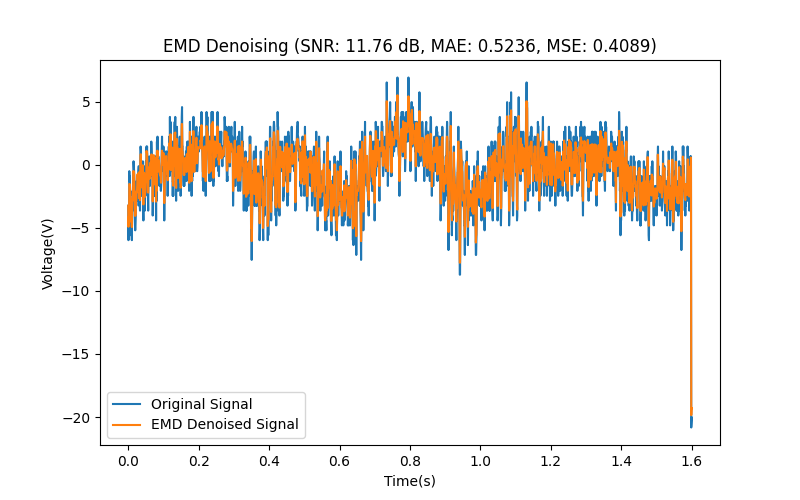 EMD Denoising (SNR: 11.76 dB, MAE: 0.5236, MSE: 0.4089)
5
0
−5
−10
−15
−20
Voltage(V)
Original Signal
EMD Denoised Signal
0.0 0.2 0.4 0.6 0.8 1.0 1.2 1.4 1.6
Time(s)